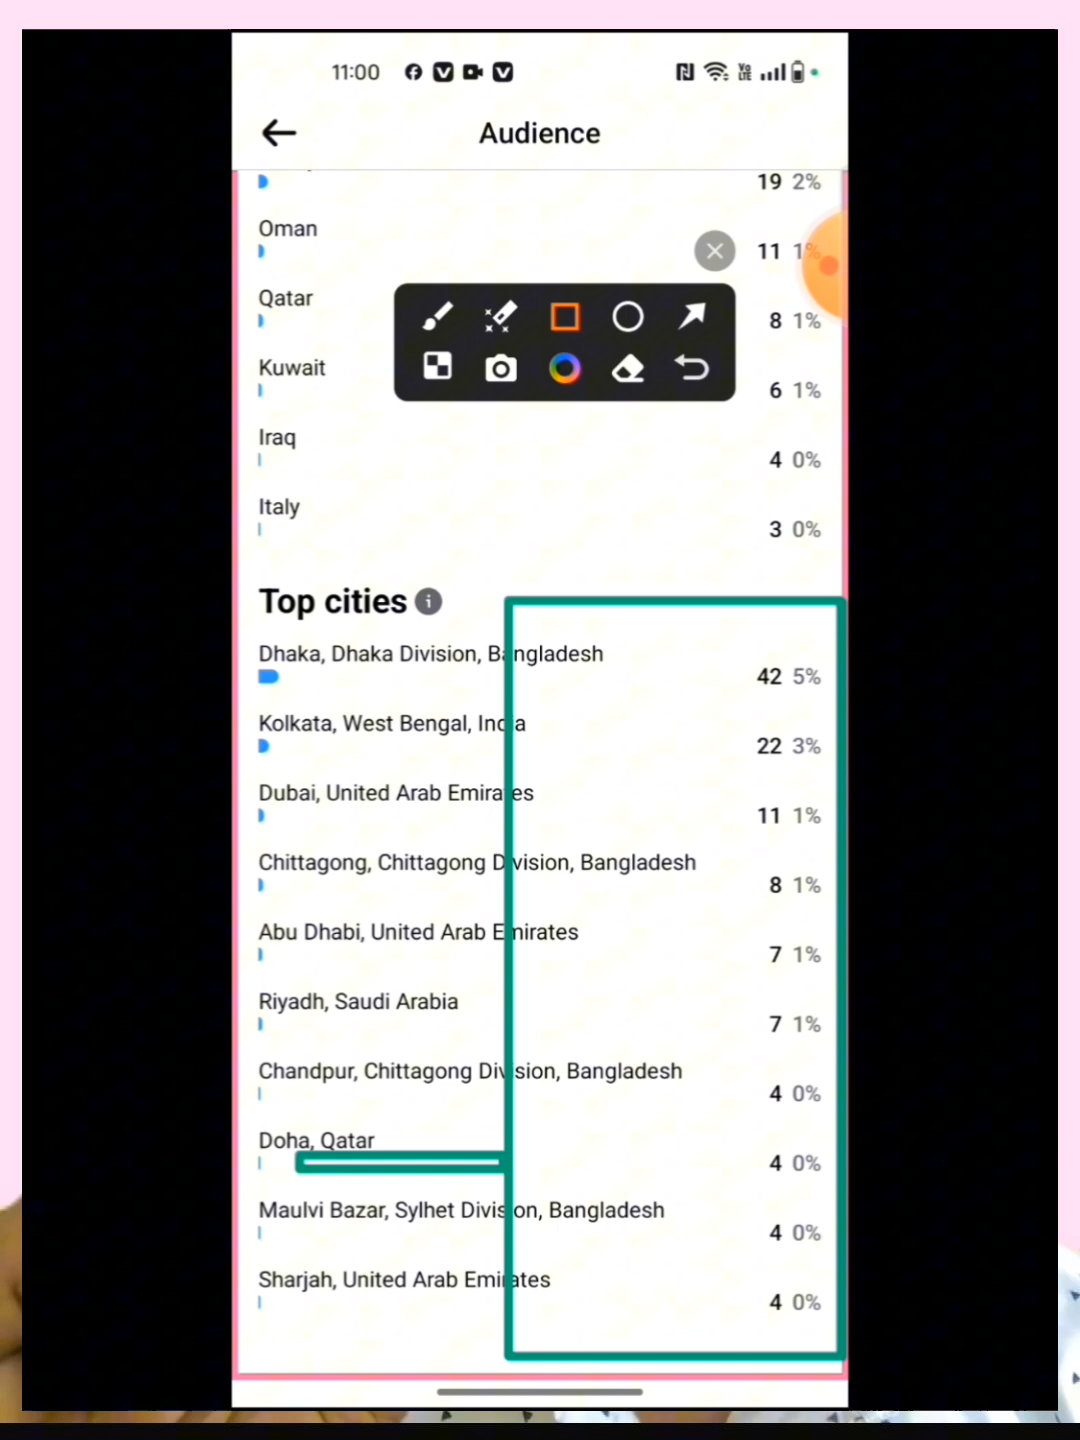 11:00
Audience
19 2%
Oman
11 1%
Qatar
8 1%
Kuwait
6 1%
Iraq
4 0%
Italy
3 0%
Top cities
Dhaka, Dhaka Division, Bangladesh
42 5%
Kolkata, West Bengal, India
22 3%
Dubai, United Arab Emirates
11 1%
Chittagong, Chittagong Division, Bangladesh
8 1%
Abu Dhabi, United Arab Emirates
7 1%
Riyadh, Saudi Arabia
7 1%
Chandpur, Chittagong Division, Bangladesh
4 0%
Doha, Qatar
4 0%
Maulvi Bazar, Sylhet Division, Bangladesh
4 0%
Sharjah, United Arab Emirates
4 0%